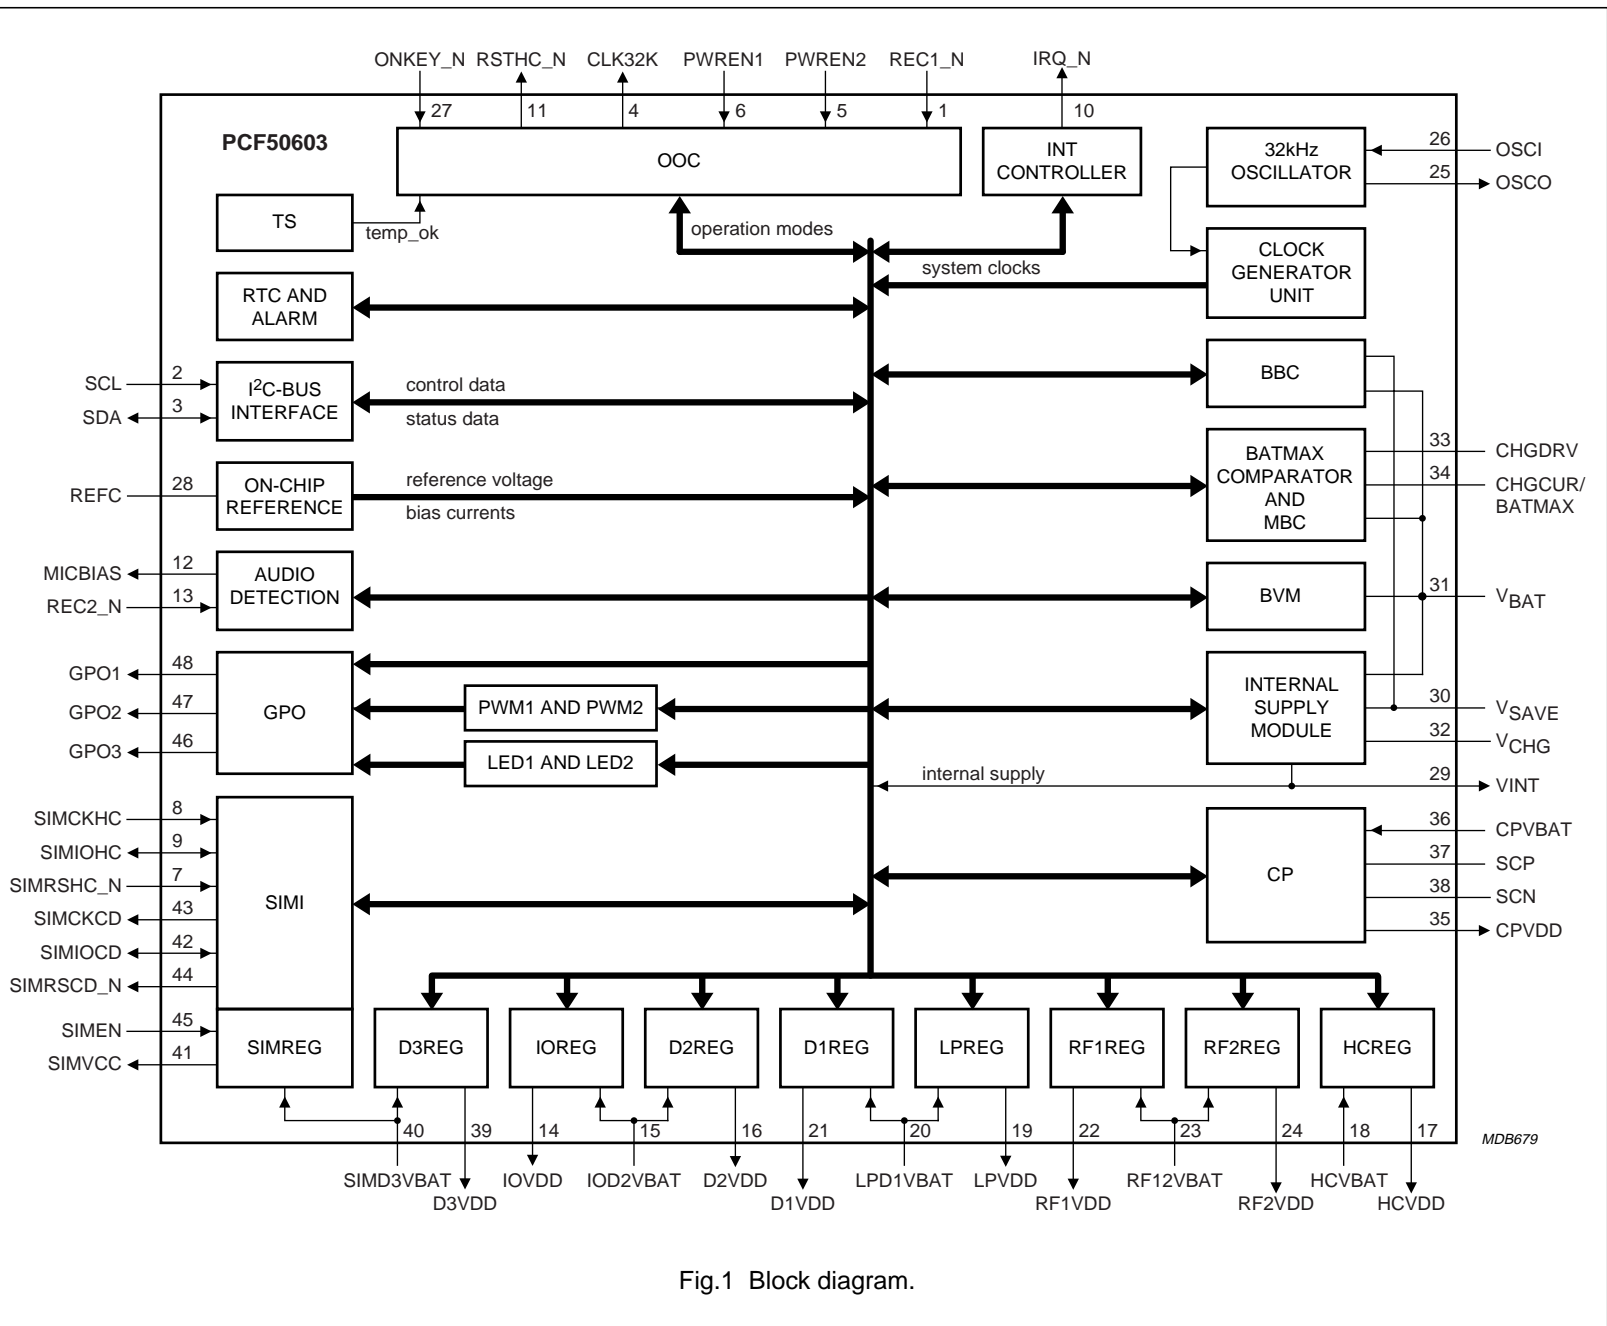 ONKEY_N RSTHC_N CLK32K PWREN1 PWREN2 REC1_N IRQ_N
27 11 4 6 5 1 10
PCF50603
OOC
INT
CONTROLLER
32kHz
OSCILLATOR
26 OSCI
25 OSCO
TS
temp_ok
operation modes
system clocks
CLOCK
GENERATOR
UNIT
RTC AND
ALARM
SCL 2
SDA 3
I2C-BUS
INTERFACE
control data
status data
BBC
REFC 28
ON-CHIP
REFERENCE
reference voltage
bias currents
BATMAX
COMPARATOR
AND
MBC
33 CHGDRV
34 CHGCUR/
BATMAX
MICBIAS 12
REC2_N 13
AUDIO
DETECTION
BVM
31 VBAT
GPO1 48
GPO2 47
GPO3 46
GPO
PWM1 AND PWM2
LED1 AND LED2
INTERNAL
SUPPLY
MODULE
30 VSAVE
32 VCHG
internal supply
29 VINT
SIMCKHC 8
SIMIOHC 9
SIMRSHC_N 7
SIMCKCD 43
SIMIOCD 42
SIMRSCD_N 44
SIMI
CP
36 CPVBAT
37 SCP
38 SCN
35 CPVDD
SIMEN 45
SIMVCC 41
SIMREG D3REG IOREG D2REG D1REG LPREG RF1REG RF2REG HCREG
40 39 14 15 16 21 20 19 22 23 24 18 17
MDB679
SIMD3VBAT IOVDD IOD2VBAT D2VDD LPD1VBAT LPVDD RF12VBAT HCVBAT
D3VDD D1VDD RF1VDD RF2VDD HCVDD
Fig.1 Block diagram.